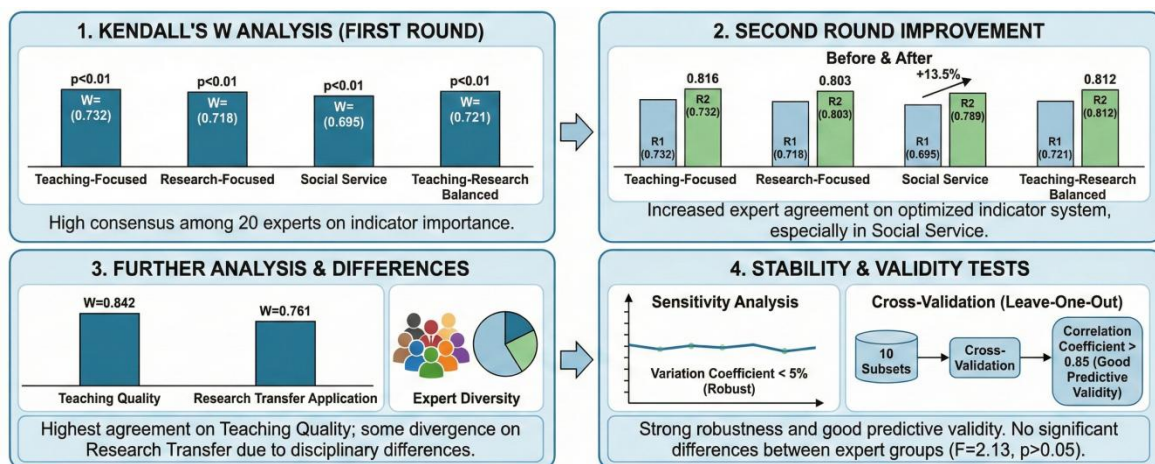 1. KENDALL'S W ANALYSIS (FIRST ROUND)
p<0.01
p<0.01
p<0.01
p<0.01
W=
(0.732)
W=
(0.718)
W=
(0.695)
W=
(0.721)
Teaching-Focused
Research-Focused
Social Service
Teaching-Research
Balanced
High consensus among 20 experts on indicator importance.
2. SECOND ROUND IMPROVEMENT
Before & After
0.816
0.803
+13.5%
0.812
R1
(0.732)
R2
(0.732)
R1
(0.718)
R2
(0.803)
R1
(0.695)
R2
(0.789)
R1
(0.721)
R2
(0.812)
Teaching-Focused
Research-Focused
Social Service
Teaching-Research
Balanced
Increased expert agreement on optimized indicator system,
especially in Social Service.
3. FURTHER ANALYSIS & DIFFERENCES
W=0.842
W=0.761
Teaching Quality
Research Transfer Application
Expert Diversity
Highest agreement on Teaching Quality; some divergence on
Research Transfer due to disciplinary differences.
4. STABILITY & VALIDITY TESTS
Sensitivity Analysis
Variation Coefficient < 5%
(Robust)
Cross-Validation (Leave-One-Out)
10
Subsets
Cross-
Validation
Correlation
Coefficient >
0.85 (Good
Predictive
Validity)
Strong robustness and good predictive validity. No significant
differences between expert groups (F=2.13, p>0.05).